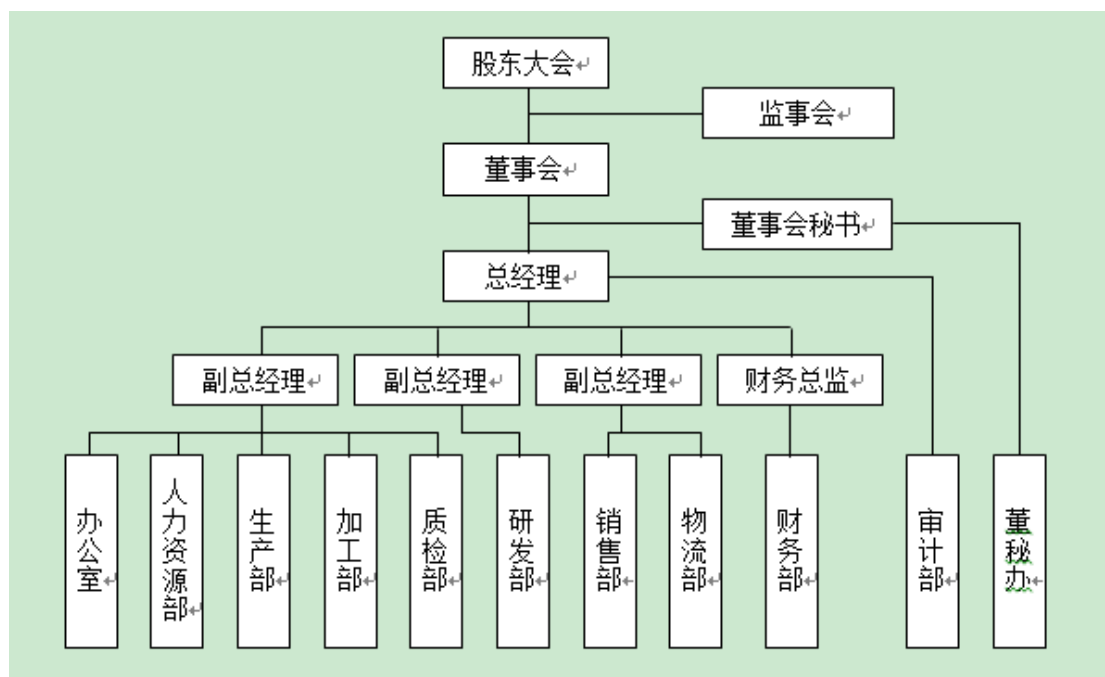 股东大会
监事会
董事会
董事会秘书
总经理
副总经理
副总经理
副总经理
财务总监
办公室
人力资源部
生产部
加工部
质检部
研发部
销售部
物流部
财务部
审计部
董秘办